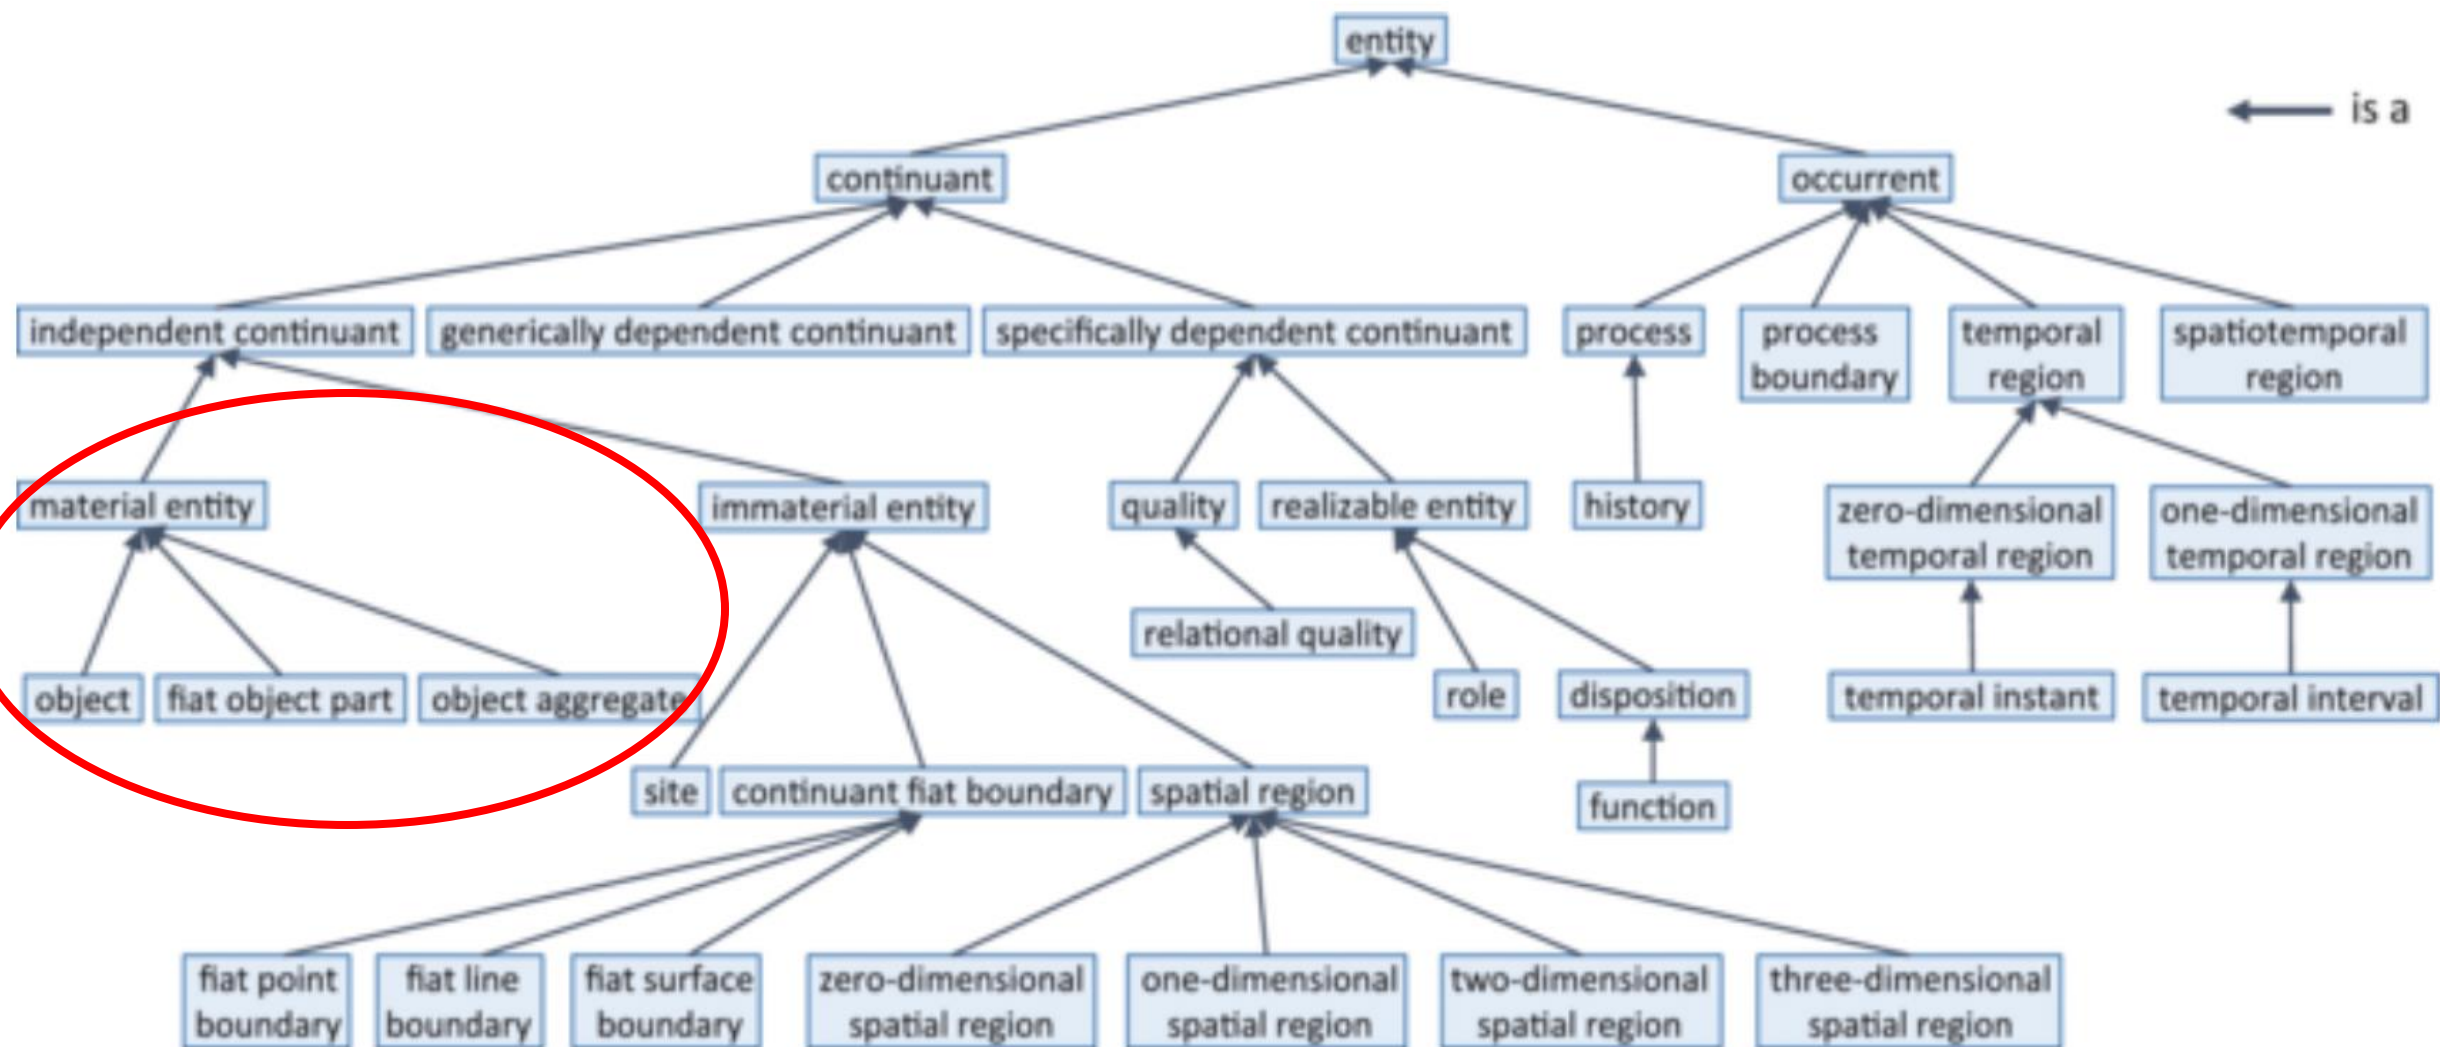 entity
is a
continuant
occurrent
independent continuant
generically dependent continuant
specifically dependent continuant
process
process
boundary
temporal
region
spatiotemporal
region
material entity
immaterial entity
quality
realizable entity
history
zero-dimensional
temporal region
one-dimensional
temporal region
relational quality
object
fiat object part
object aggregate
role
disposition
temporal instant
temporal interval
site
continuant fiat boundary
spatial region
function
fiat point
boundary
fiat line
boundary
fiat surface
boundary
zero-dimensional
spatial region
one-dimensional
spatial region
two-dimensional
spatial region
three-dimensional
spatial region